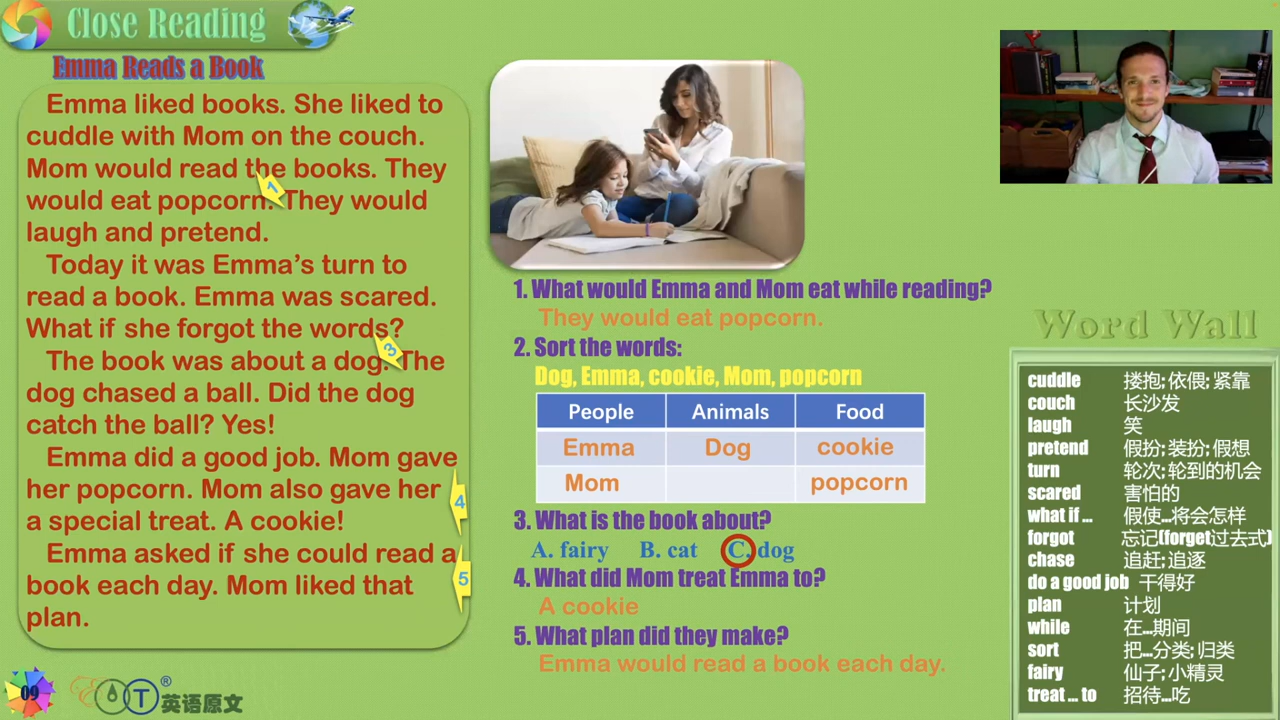 Close Reading
Emma Reads a Book
Emma liked books. She liked to
cuddle with Mom on the couch.
Mom would read the books. They
would eat popcorn. They would
laugh and pretend.
Today it was Emma’s turn to
read a book. Emma was scared.
What if she forgot the words?
The book was about a dog. The
dog chased a ball. Did the dog
catch the ball? Yes!
Emma did a good job. Mom gave
her popcorn. Mom also gave her
a special treat. A cookie!
Emma asked if she could read a
book each day. Mom liked that
plan.
1
3
4
5
1. What would Emma and Mom eat while reading?
They would eat popcorn.
2. Sort the words:
Dog, Emma, cookie, Mom, popcorn
People Animals Food
Emma Dog cookie
Mom popcorn
3. What is the book about?
A. fairy B. cat C. dog
4. What did Mom treat Emma to?
A cookie
5. What plan did they make?
Emma would read a book each day.
Word Wall
cuddle 搂抱; 依偎; 紧靠
couch 长沙发
laugh 笑
pretend 假扮; 装扮; 假想
turn 轮次; 轮到的机会
scared 害怕的
what if ... 假使...将会怎样
forgot 忘记(forget过去式)
chase 追赶; 追逐
do a good job 干得好
plan 计划
while 在...期间
sort 把...分类; 归类
fairy 仙子; 小精灵
treat ... to 招待...吃
09
T® 英语原文